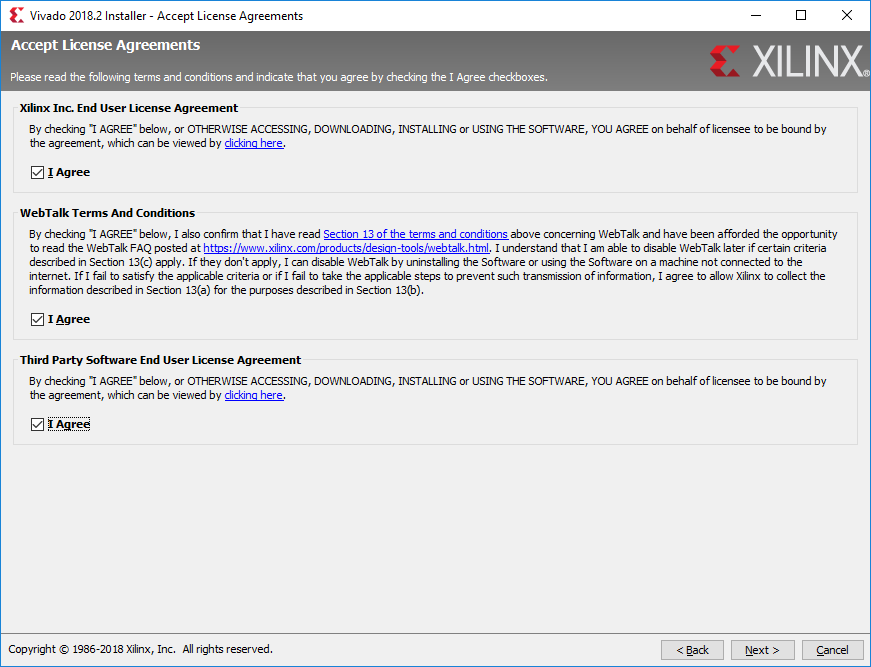 Vivado 2018.2 Installer - Accept License Agreements
Accept License Agreements
Please read the following terms and conditions and indicate that you agree by checking the I Agree checkboxes.
XILINX®
Xilinx Inc. End User License Agreement
By checking "I AGREE" below, or OTHERWISE ACCESSING, DOWNLOADING, INSTALLING or USING THE SOFTWARE, YOU AGREE on behalf of licensee to be bound by
the agreement, which can be viewed by clicking here.
I Agree
WebTalk Terms And Conditions
By checking "I AGREE" below, I also confirm that I have read Section 13 of the terms and conditions above concerning WebTalk and have been afforded the opportunity
to read the WebTalk FAQ posted at https://www.xilinx.com/products/design-tools/webtalk.html. I understand that I am able to disable WebTalk later if certain criteria
described in Section 13(c) apply. If they don't apply, I can disable WebTalk by uninstalling the Software or using the Software on a machine not connected to the
internet. If I fail to satisfy the applicable criteria or if I fail to take the applicable steps to prevent such transmission of information, I agree to allow Xilinx to collect the
information described in Section 13(a) for the purposes described in Section 13(b).
I Agree
Third Party Software End User License Agreement
By checking "I AGREE" below, or OTHERWISE ACCESSING, DOWNLOADING, INSTALLING or USING THE SOFTWARE, YOU AGREE on behalf of licensee to be bound by
the agreement, which can be viewed by clicking here.
I Agree
Copyright © 1986-2018 Xilinx, Inc. All rights reserved.
< Back
Next >
Cancel